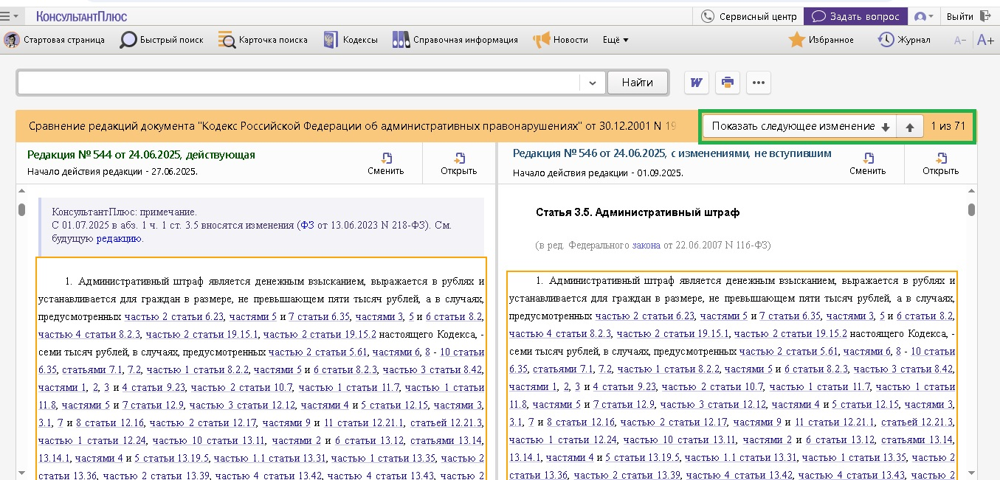 КонсультантПлюс
Сервисный центр
Задать вопрос
Выйти
Стартовая страница
Быстрый поиск
Карточка поиска
Кодексы
Справочная информация
Новости
Ещё
Избранное
Журнал
А−
А+
Найти
W
Сравнение редакций документа "Кодекс Российской Федерации об административных правонарушениях" от 30.12.2001 N 19
Показать следующее изменение
1 из 71
Редакция № 544 от 24.06.2025, действующая
Начало действия редакции - 27.06.2025.
Сменить
Открыть
КонсультантПлюс: примечание.
С 01.07.2025 в абз. 1 ч. 1 ст. 3.5 вносятся изменения (ФЗ от 13.06.2023 N 218-ФЗ). См.
будущую редакцию.
1. Административный штраф является денежным взысканием, выражается в рублях и
устанавливается для граждан в размере, не превышающем пяти тысяч рублей, а в случаях,
предусмотренных частью 2 статьи 6.23, частями 5 и 7 статьи 6.35, частями 3, 5 и 6 статьи 8.2,
частью 4 статьи 8.2.3, частью 2 статьи 19.15.1, частью 2 статьи 19.15.2 настоящего Кодекса, -
семи тысяч рублей, в случаях, предусмотренных частью 2 статьи 5.61, частями 6, 8 - 10 статьи
6.35, статьями 7.1, 7.2, частью 1 статьи 8.2.2, частями 5 и 6 статьи 8.2.3, частью 3 статьи 8.42,
частями 1, 2, 3 и 4 статьи 9.23, частью 2 статьи 10.7, частью 1 статьи 11.7, частью 1 статьи
11.8, частями 5 и 7 статьи 12.9, частью 3 статьи 12.12, частями 4 и 5 статьи 12.15, частями 3,
3.1, 7 и 8 статьи 12.16, частью 2 статьи 12.17, частями 9 и 11 статьи 12.21.1, статьей 12.21.3,
частью 1 статьи 12.24, частью 10 статьи 13.11, частями 2 и 6 статьи 13.12, статьями 13.14,
13.14.1, частями 4 и 5 статьи 13.19.5, частью 1.1 статьи 13.31, частью 1 статьи 13.35, частью 2
статьи 13.36, частью 2 статьи 13.39, частью 4 статьи 13.42, частью 4 статьи 13.43, частью 2
Редакция № 546 от 24.06.2025, с изменениями, не вступившим
Начало действия редакции - 01.09.2025.
Сменить
Открыть
Статья 3.5. Административный штраф
(в ред. Федерального закона от 22.06.2007 N 116-ФЗ)
1. Административный штраф является денежным взысканием, выражается в рублях и
устанавливается для граждан в размере, не превышающем пяти тысяч рублей, а в случаях,
предусмотренных частью 2 статьи 6.23, частями 5 и 7 статьи 6.35, частями 3, 5 и 6 статьи 8.2,
частью 4 статьи 8.2.3, частью 2 статьи 19.15.1, частью 2 статьи 19.15.2 настоящего Кодекса, -
семи тысяч рублей, в случаях, предусмотренных частью 2 статьи 5.61, частями 6, 8 - 10 статьи
6.35, статьями 7.1, 7.2, частью 1 статьи 8.2.2, частями 5 и 6 статьи 8.2.3, частью 3 статьи 8.42,
частями 1, 2, 3 и 4 статьи 9.23, частью 2 статьи 10.7, частью 1 статьи 11.7, частью 1 статьи
11.8, частями 5 и 7 статьи 12.9, частью 3 статьи 12.12, частями 4 и 5 статьи 12.15, частями 3,
3.1, 7 и 8 статьи 12.16, частью 2 статьи 12.17, частями 9 и 11 статьи 12.21.1, статьей 12.21.3,
частью 1 статьи 12.24, частью 10 статьи 13.11, частями 2 и 6 статьи 13.12, статьями 13.14,
13.14.1, частями 4 и 5 статьи 13.19.5, частью 1.1 статьи 13.31, частью 1 статьи 13.35, частью 2
статьи 13.36, частью 2 статьи 13.39, частью 4 статьи 13.42, частью 4 статьи 13.43, частью 2